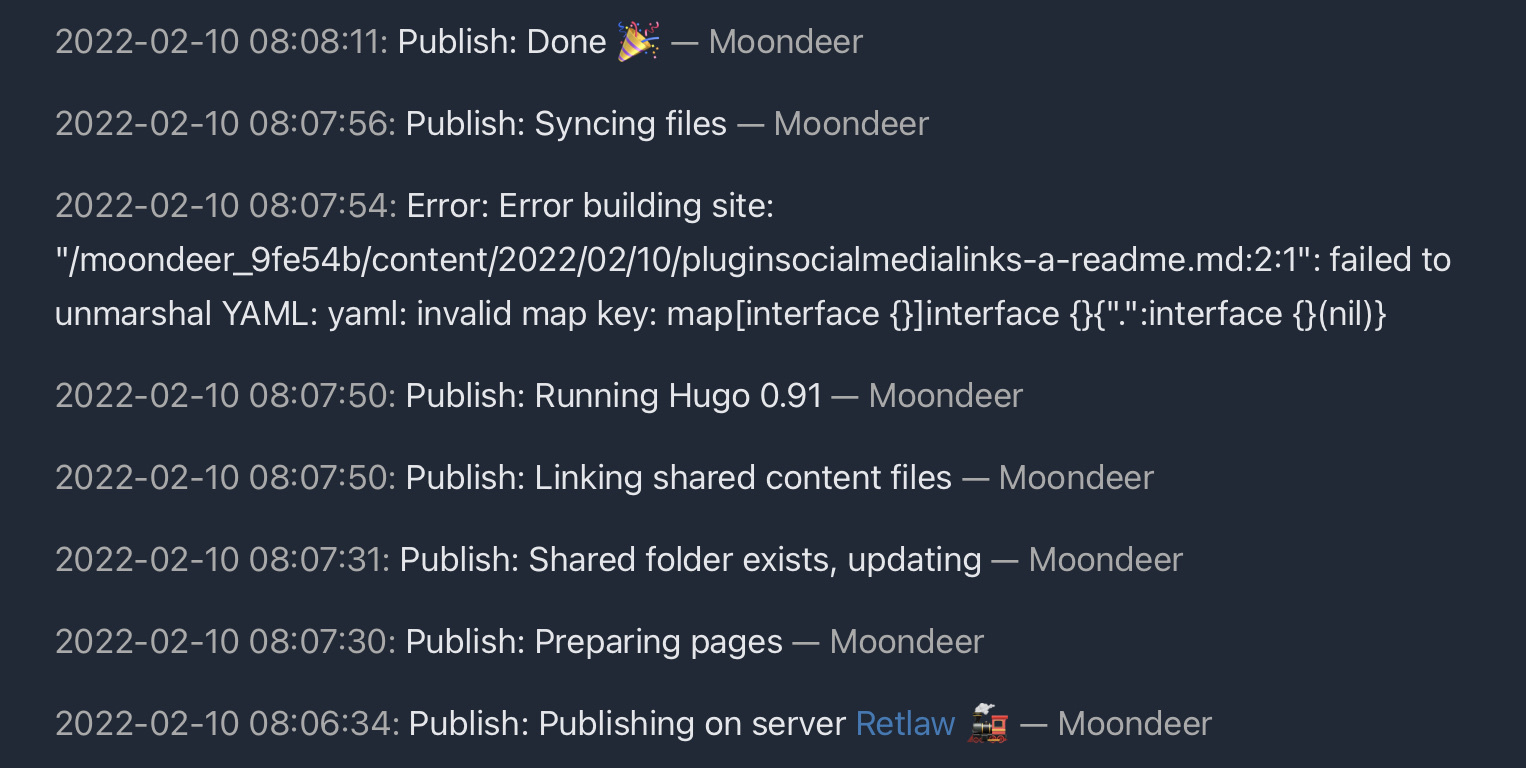 2022-02-10 08:08:11: Publish: Done 🎉 — Moondeer
2022-02-10 08:07:56: Publish: Syncing files — Moondeer
2022-02-10 08:07:54: Error: Error building site:
"/moondeer_9fe54b/content/2022/02/10/pluginsocialmedialinks-a-readme.md:2:1": failed to
unmarshal YAML: yaml: invalid map key: map[interface {}]interface {}{".":interface {}(nil)}
2022-02-10 08:07:50: Publish: Running Hugo 0.91 — Moondeer
2022-02-10 08:07:50: Publish: Linking shared content files — Moondeer
2022-02-10 08:07:31: Publish: Shared folder exists, updating — Moondeer
2022-02-10 08:07:30: Publish: Preparing pages — Moondeer
2022-02-10 08:06:34: Publish: Publishing on server Retlaw 🚂 — Moondeer